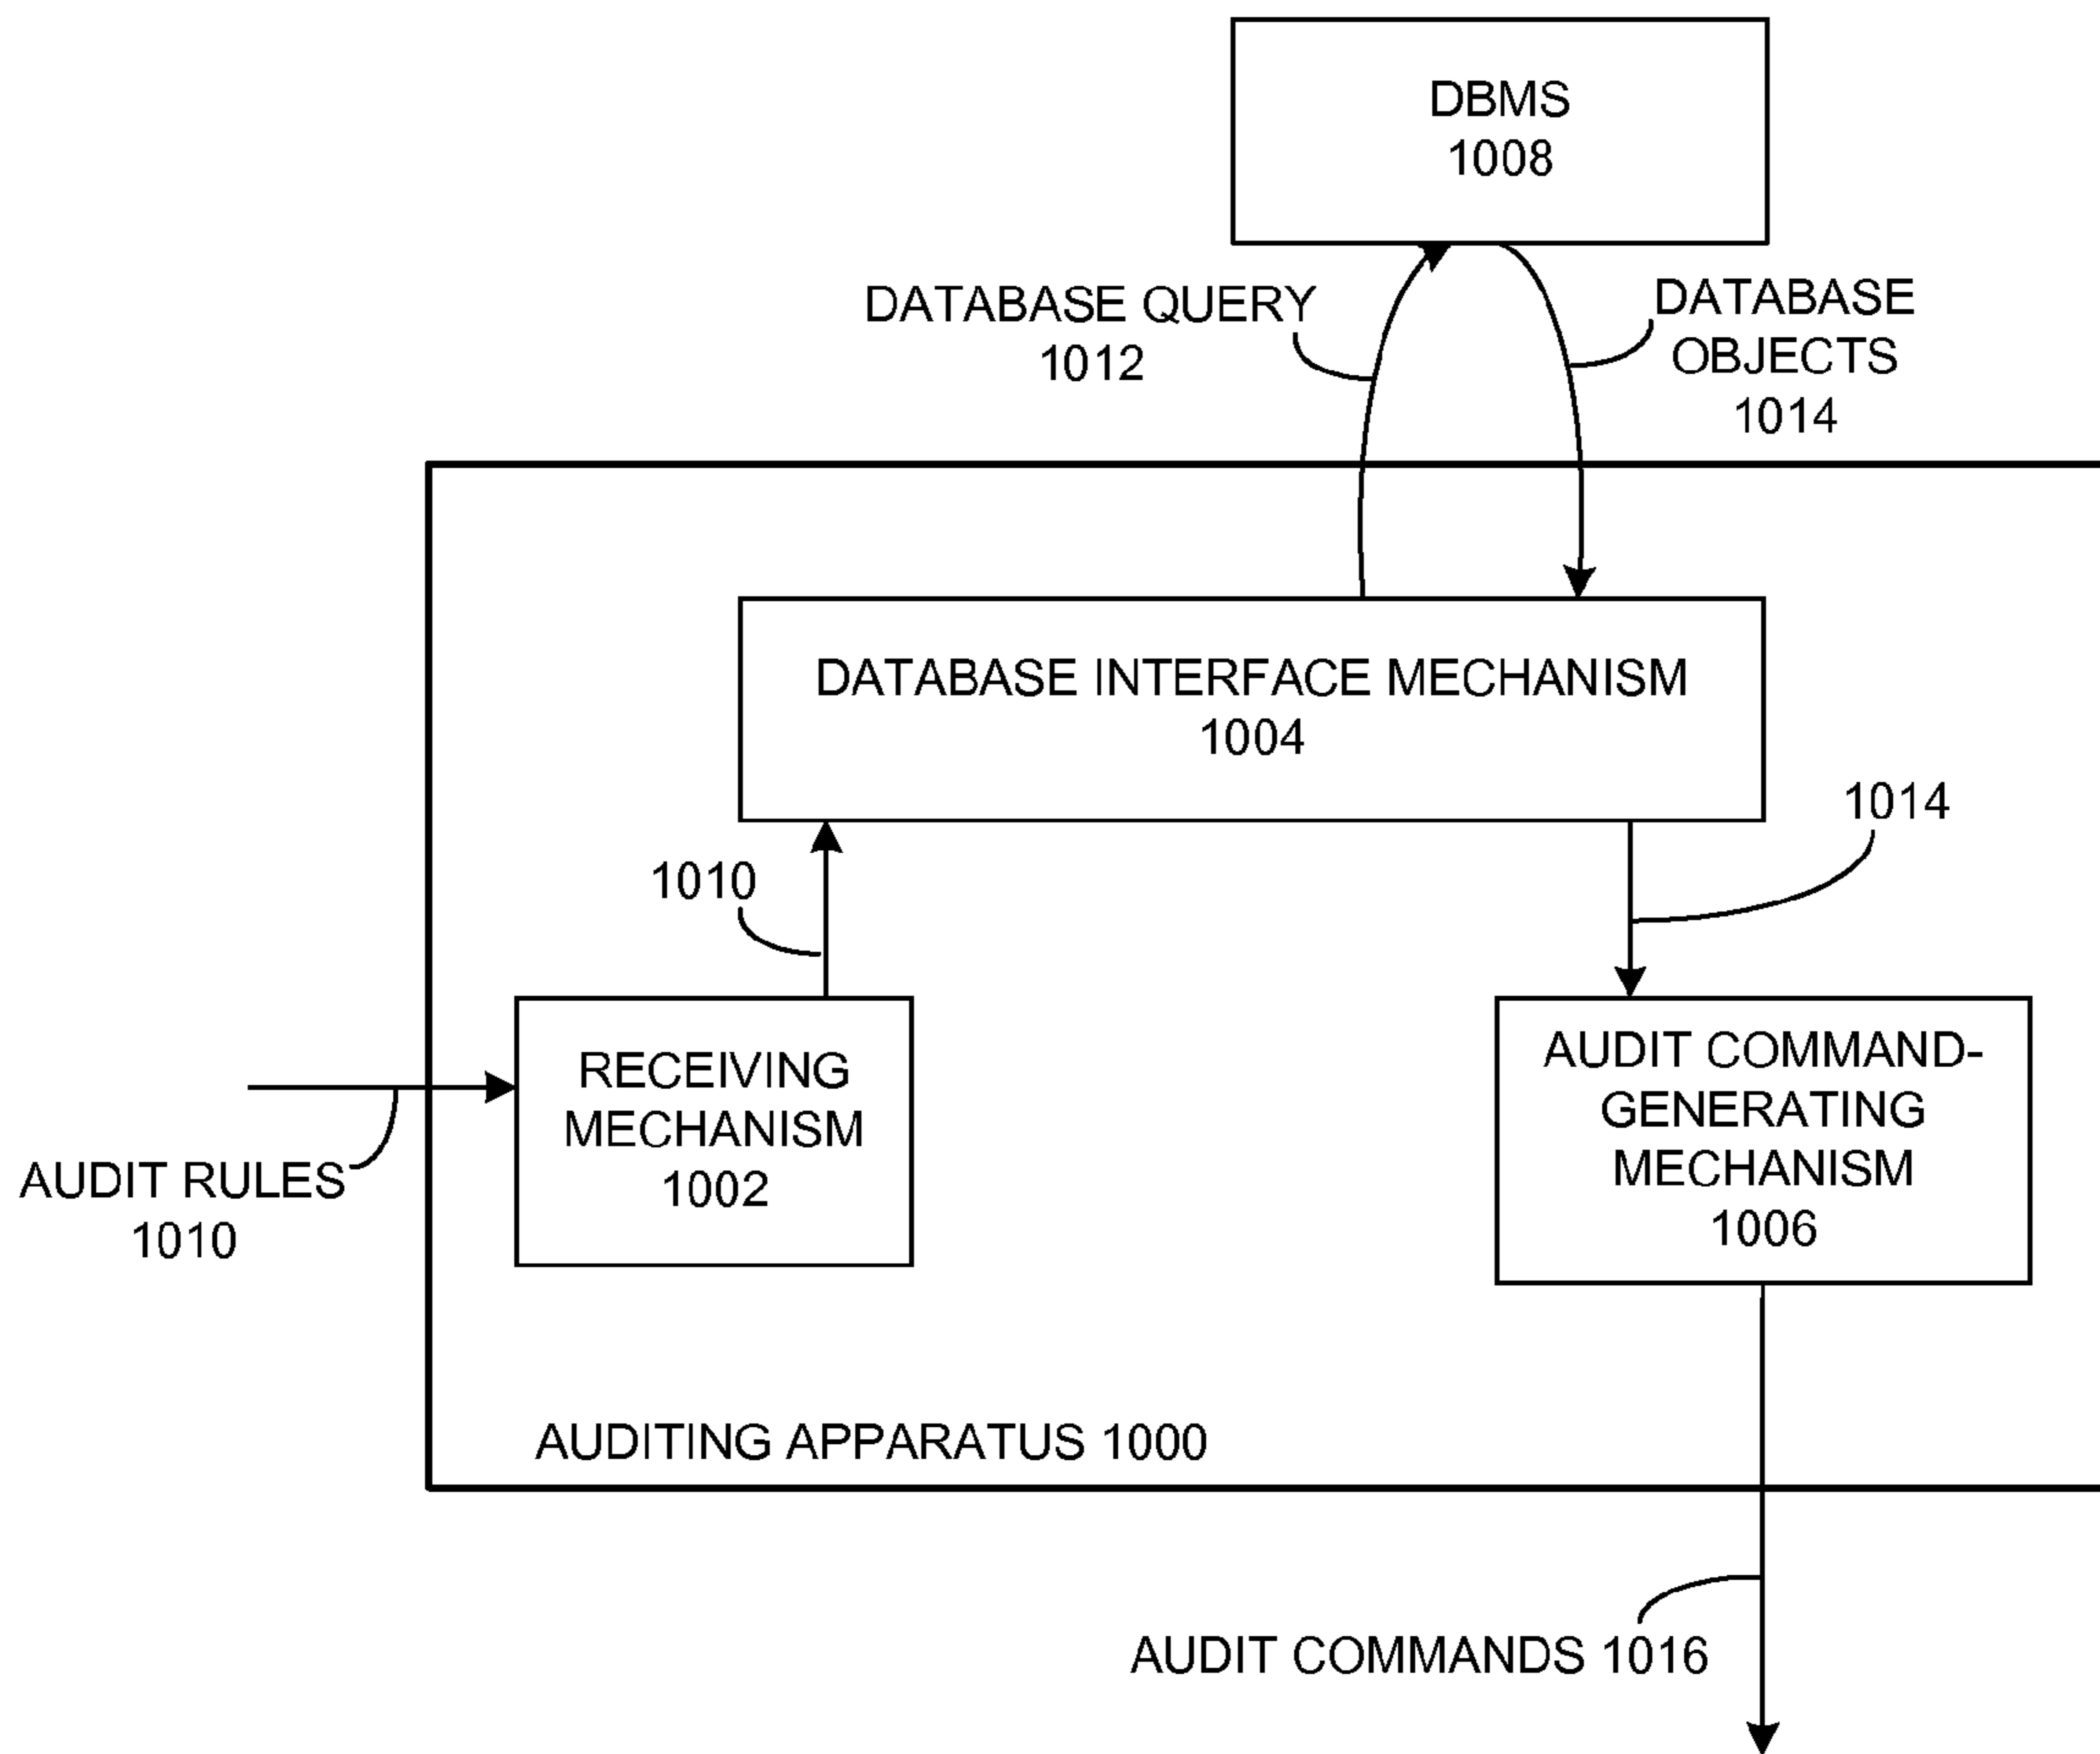 DBMS
1008
DATABASE QUERY
1012
DATABASE
OBJECTS
1014
DATABASE INTERFACE MECHANISM
1004
1014
1010
RECEIVING
MECHANISM
1002
AUDIT COMMAND-
GENERATING
MECHANISM
1006
AUDIT RULES
1010
AUDITING APPARATUS 1000
AUDIT COMMANDS 1016